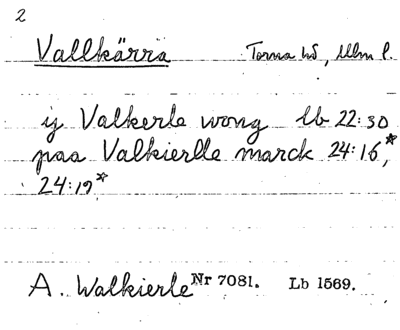 2
Vallkärra Torna hd, Mlm l.
ij Valkerle wong lb 22:30
paa Valkierlle marck 24:16*,
24:19*
A. Walkierle Nr 7081. Lb 1569.